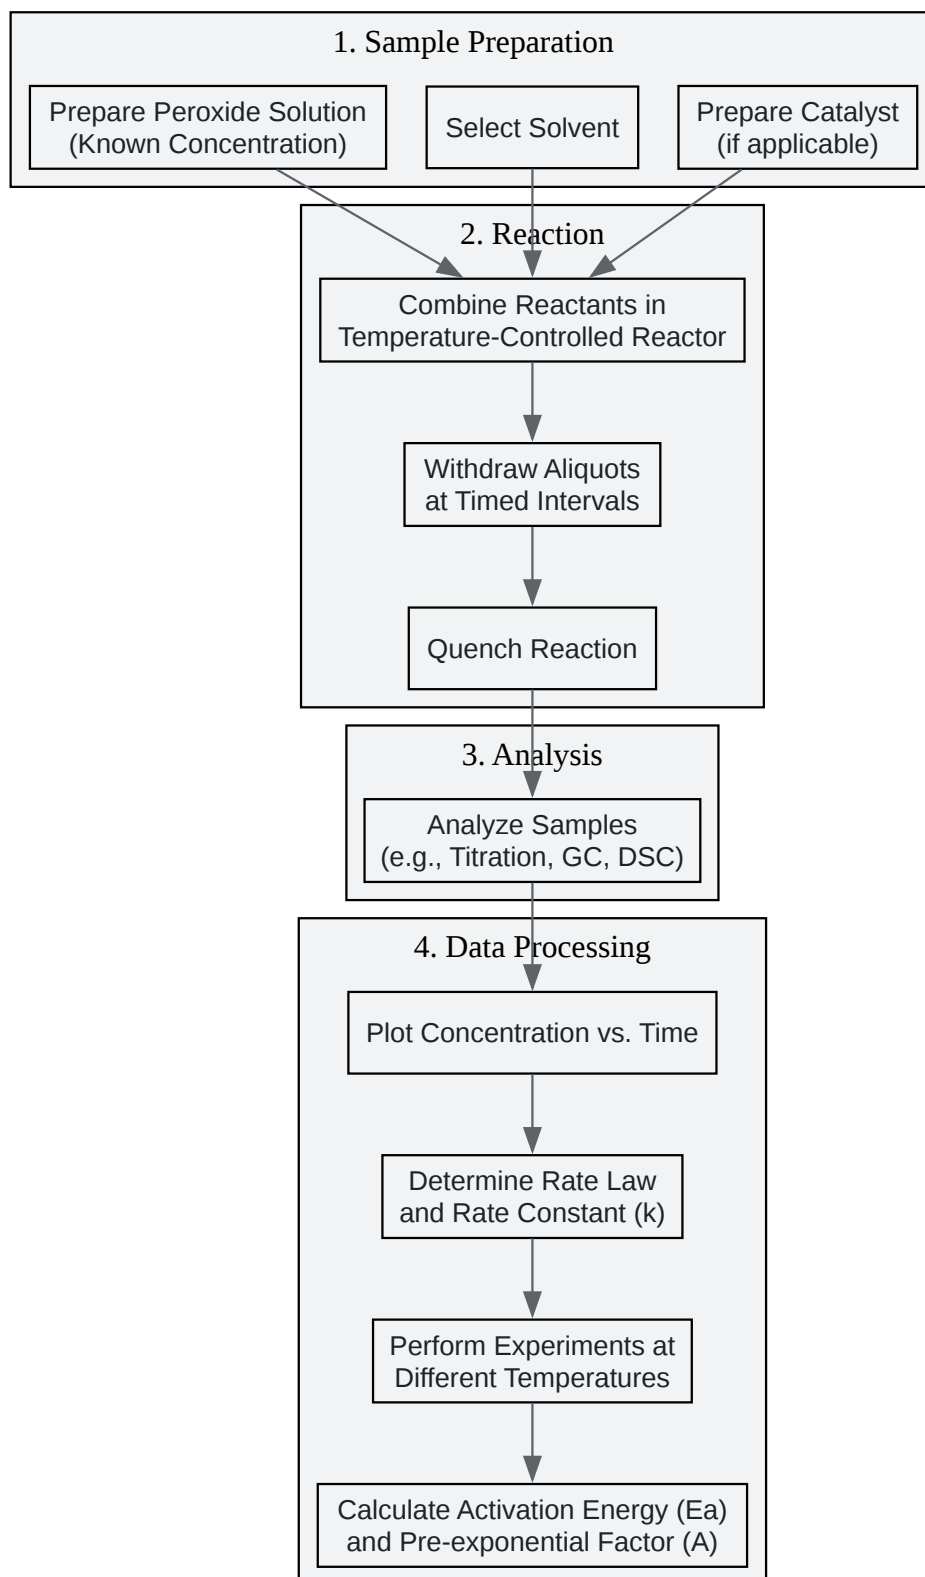 1. Sample Preparation
Prepare Peroxide Solution
(Known Concentration)
Select Solvent
Prepare Catalyst
(if applicable)
2. Reaction
Combine Reactants in
Temperature-Controlled Reactor
Withdraw Aliquots
at Timed Intervals
Quench Reaction
3. Analysis
Analyze Samples
(e.g., Titration, GC, DSC)
4. Data Processing
Plot Concentration vs. Time
Determine Rate Law
and Rate Constant (k)
Perform Experiments at
Different Temperatures
Calculate Activation Energy (Ea)
and Pre-exponential Factor (A)